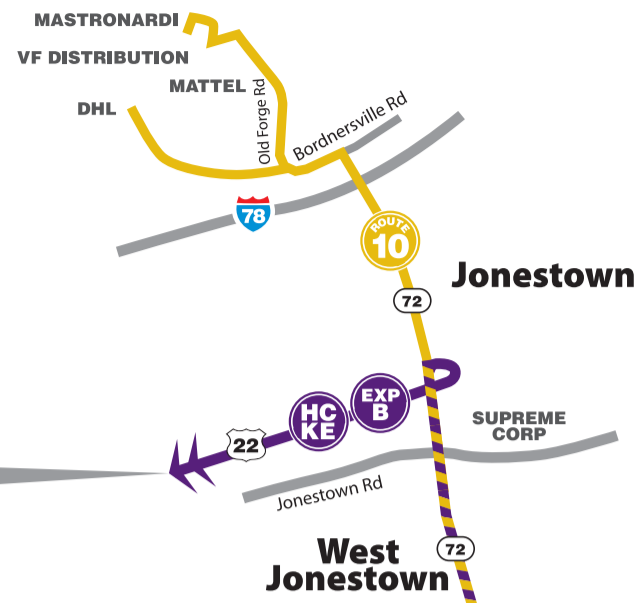 MASTRONARDI
VF DISTRIBUTION
MATTEL
DHL
Old Forge Rd
Bordnersville Rd
78
ROUTE
10
Jonestown
72
EXP
B
HC
KE
22
SUPREME
CORP
Jonestown Rd
West
Jonestown
72